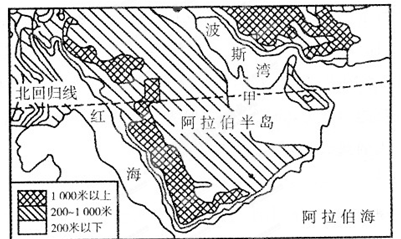 波
斯
湾
甲
北回归线
红
海
阿拉伯半岛
阿拉伯海
1 000米以上
200~1 000米
200米以下